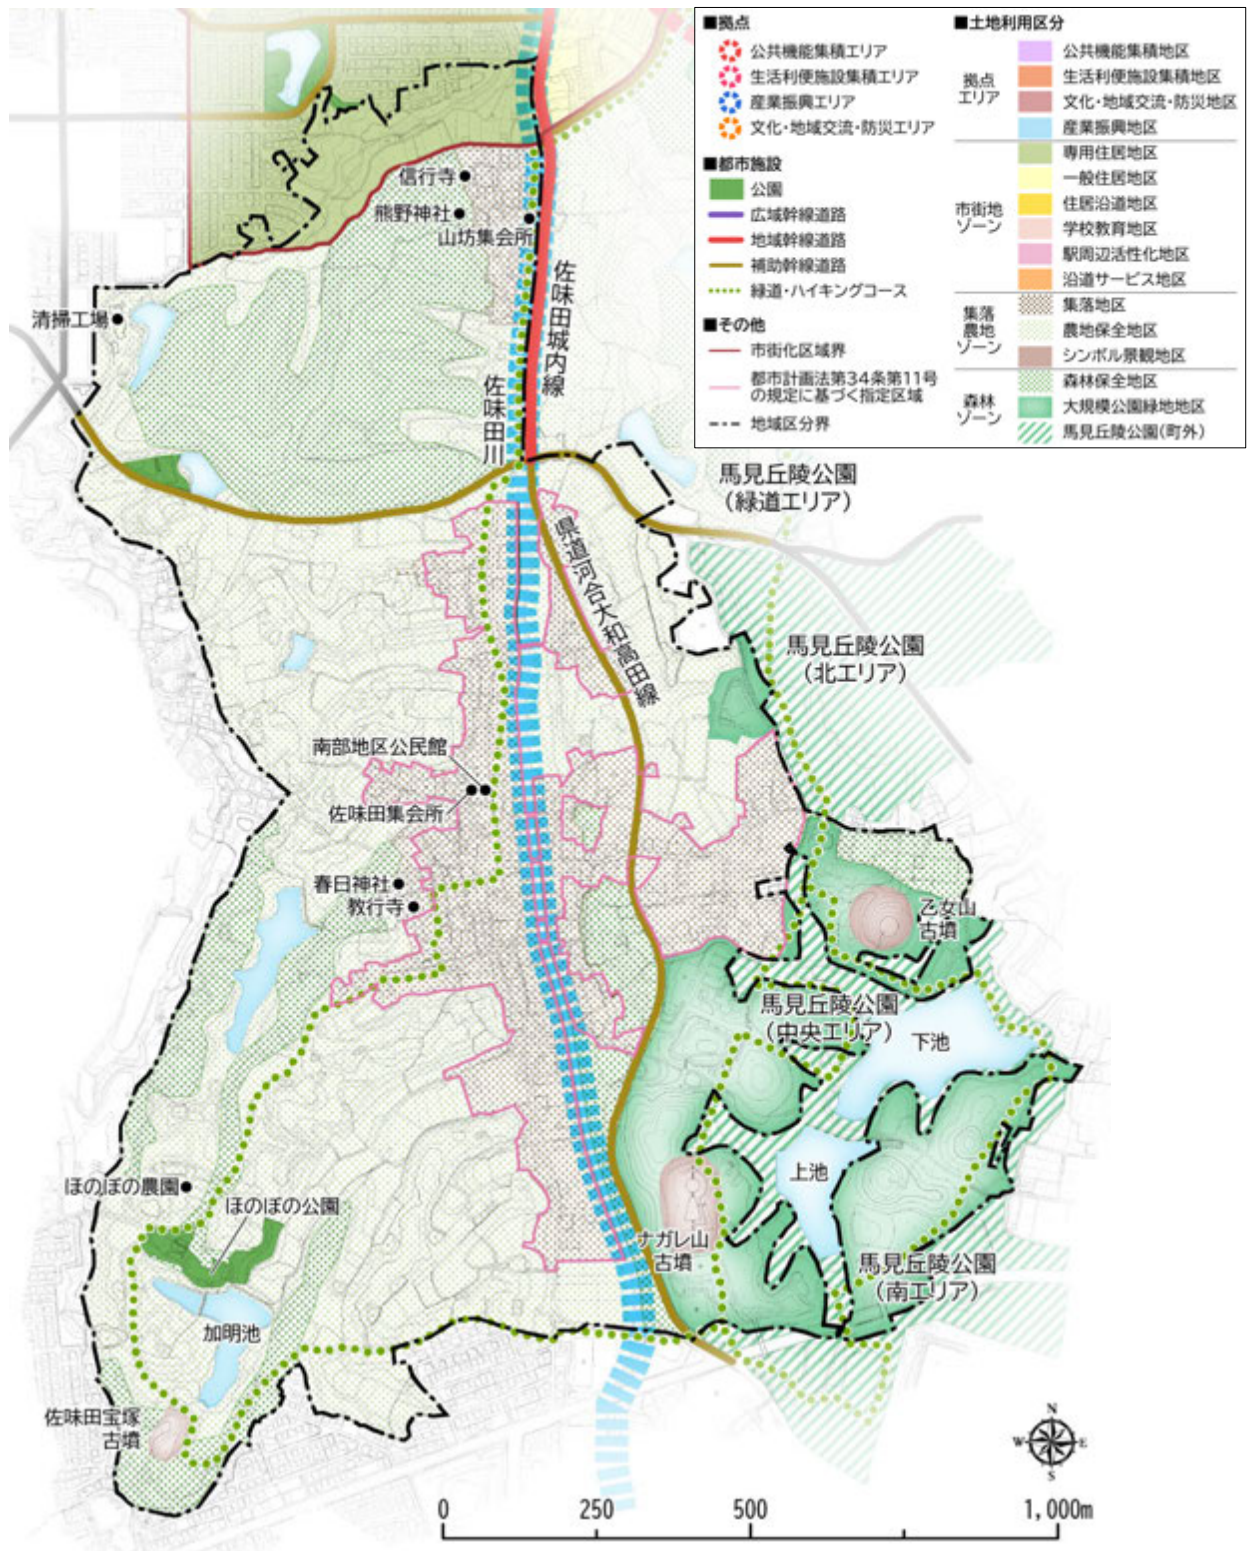 ■拠点
公共機能集積エリア
生活利便施設集積エリア
産業振興エリア
文化・地域交流・防災エリア
■都市施設
公園
広域幹線道路
地域幹線道路
補助幹線道路
緑道・ハイキングコース
■その他
市街化区域界
都市計画法第34条第11号
の規定に基づく指定区域
地域区分界
■土地利用区分
拠点
エリア
公共機能集積地区
生活利便施設集積地区
文化・地域交流・防災地区
産業振興地区
市街地
ゾーン
専用住居地区
一般住居地区
住居沿道地区
学校教育地区
駅周辺活性化地区
沿道サービス地区
集落
農地
ゾーン
集落地区
農地保全地区
シンボル景観地区
森林
ゾーン
森林保全地区
大規模公園緑地地区
馬見丘陵公園(町外)
信行寺
熊野神社
山坊集会所
佐味田城内線
清掃工場
佐味田川
馬見丘陵公園
(緑道エリア)
県道河合大和高田線
馬見丘陵公園
(北エリア)
南部地区公民館
佐味田集会所
春日神社
教行寺
乙女山
古墳
馬見丘陵公園
(中央エリア)
下池
上池
ほのぼの農園
ほのぼの公園
ナガレ山
古墳
馬見丘陵公園
(南エリア)
加明池
佐味田宝塚
古墳
N
W
E
S
0
250
500
1,000m